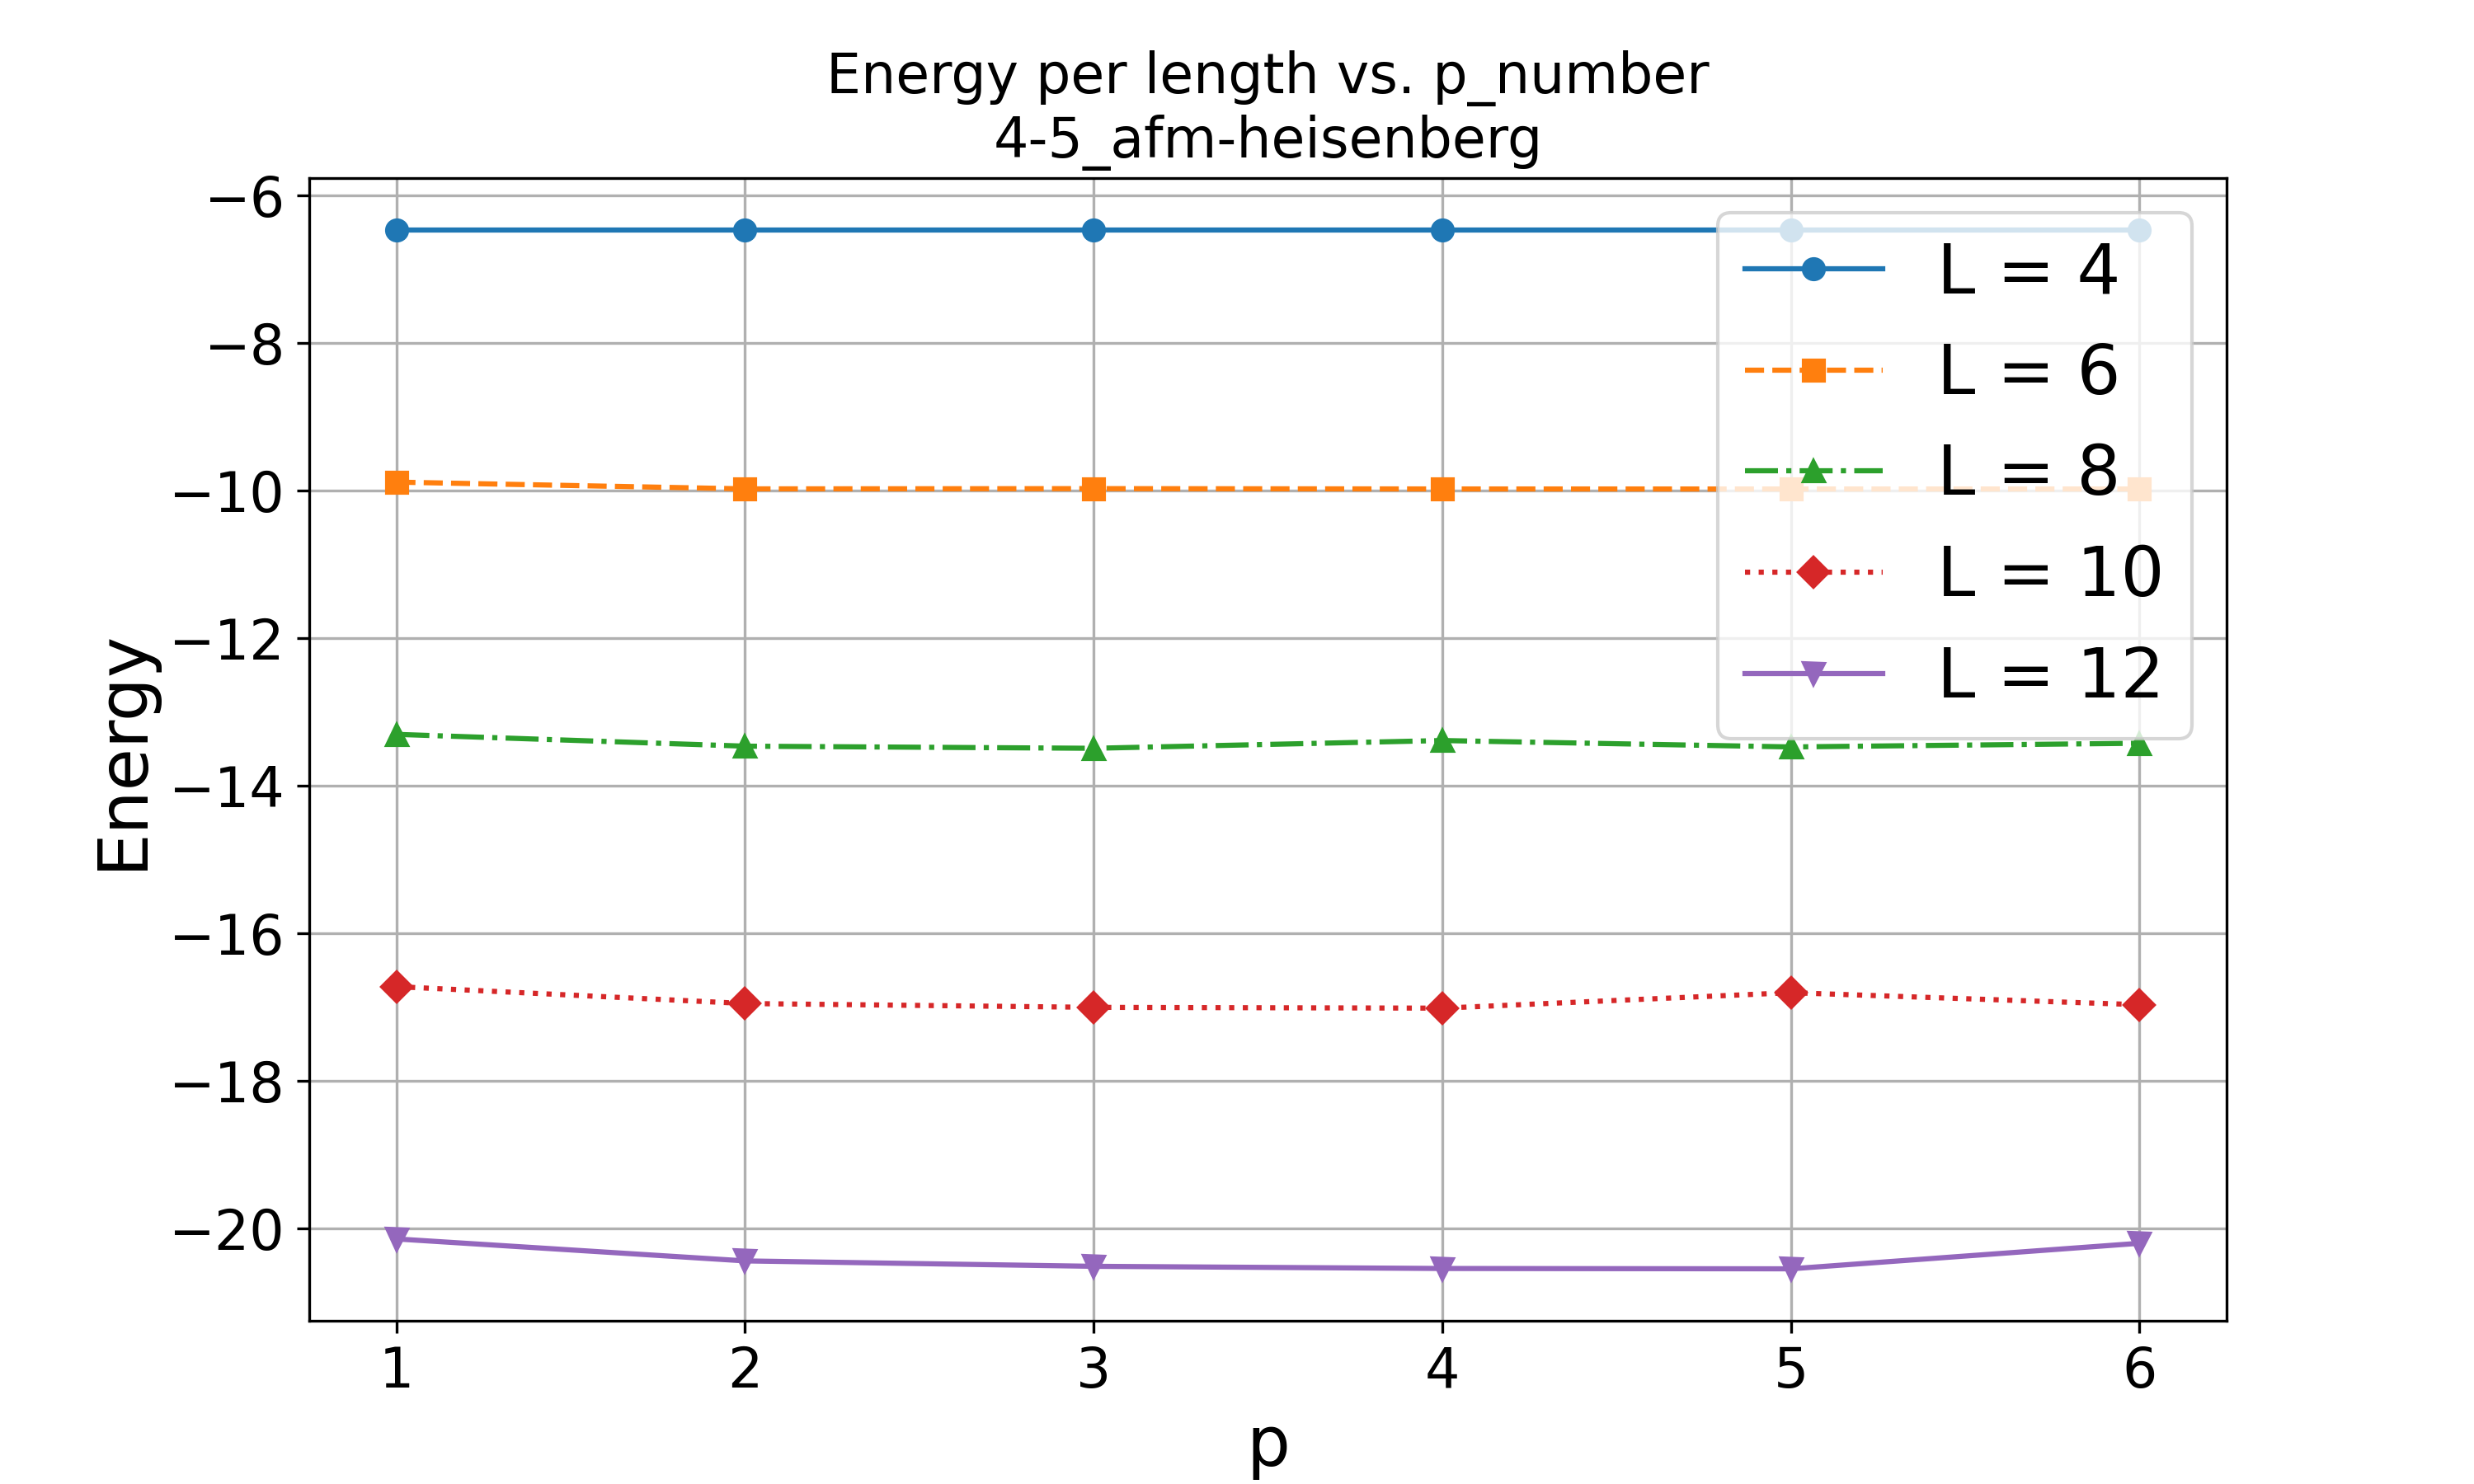 Energy per length vs. p_number
4-5_afm-heisenberg
−6
−8
−10
−12
−14
−16
−18
−20
Energy
1 2 3 4 5 6
p
L = 4
L = 6
L = 8
L = 10
L = 12